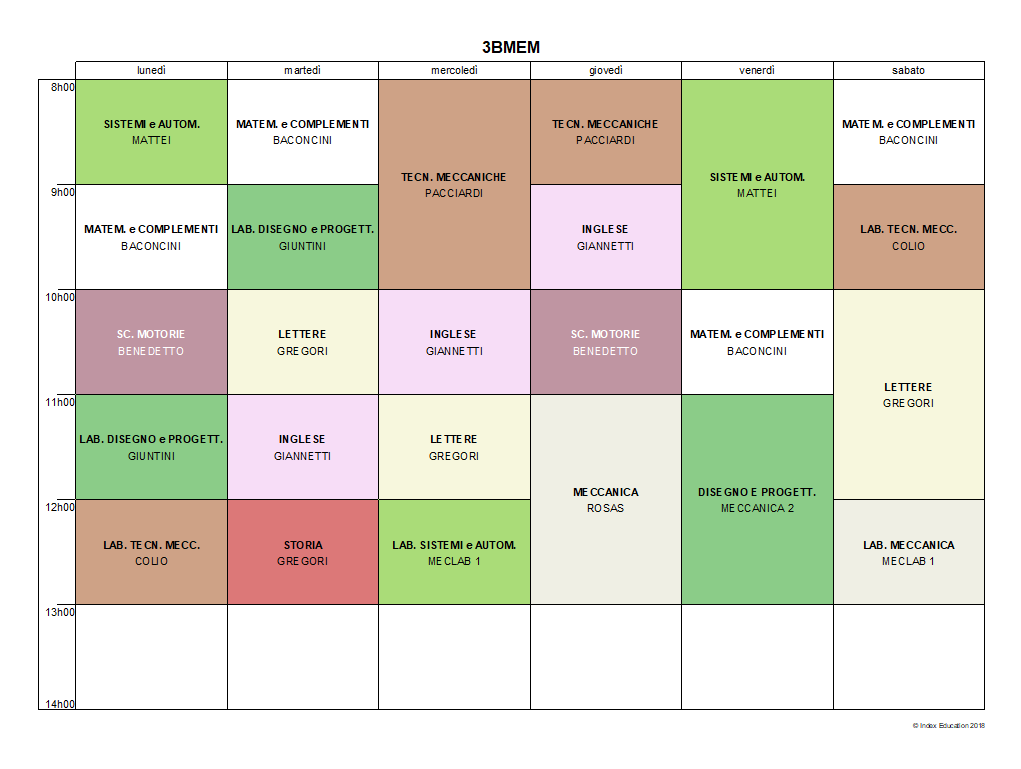 3BMEM
lunedì martedì mercoledì giovedì venerdì sabato
8h00
SISTEMI e AUTOM.
MATTEI
MATEM. e COMPLEMENTI
BACONCINI
TECN. MECCANICHE
PACCIARDI
TECN. MECCANICHE
PACCIARDI
SISTEMI e AUTOM.
MATTEI
MATEM. e COMPLEMENTI
BACONCINI
9h00
MATEM. e COMPLEMENTI
BACONCINI
LAB. DISEGNO e PROGETT.
GIUNTINI
INGLESE
GIANNETTI
LAB. TECN. MECC.
COLIO
10h00
SC. MOTORIE
BENEDETTO
LETTERE
GREGORI
INGLESE
GIANNETTI
SC. MOTORIE
BENEDETTO
MATEM. e COMPLEMENTI
BACONCINI
LETTERE
GREGORI
11h00
LAB. DISEGNO e PROGETT.
GIUNTINI
INGLESE
GIANNETTI
LETTERE
GREGORI
MECCANICA
ROSAS
DISEGNO E PROGETT.
MECCANICA 2
12h00
LAB. TECN. MECC.
COLIO
STORIA
GREGORI
LAB. SISTEMI e AUTOM.
MECLAB 1
LAB. MECCANICA
MECLAB 1
13h00
14h00
© Index Education 2018